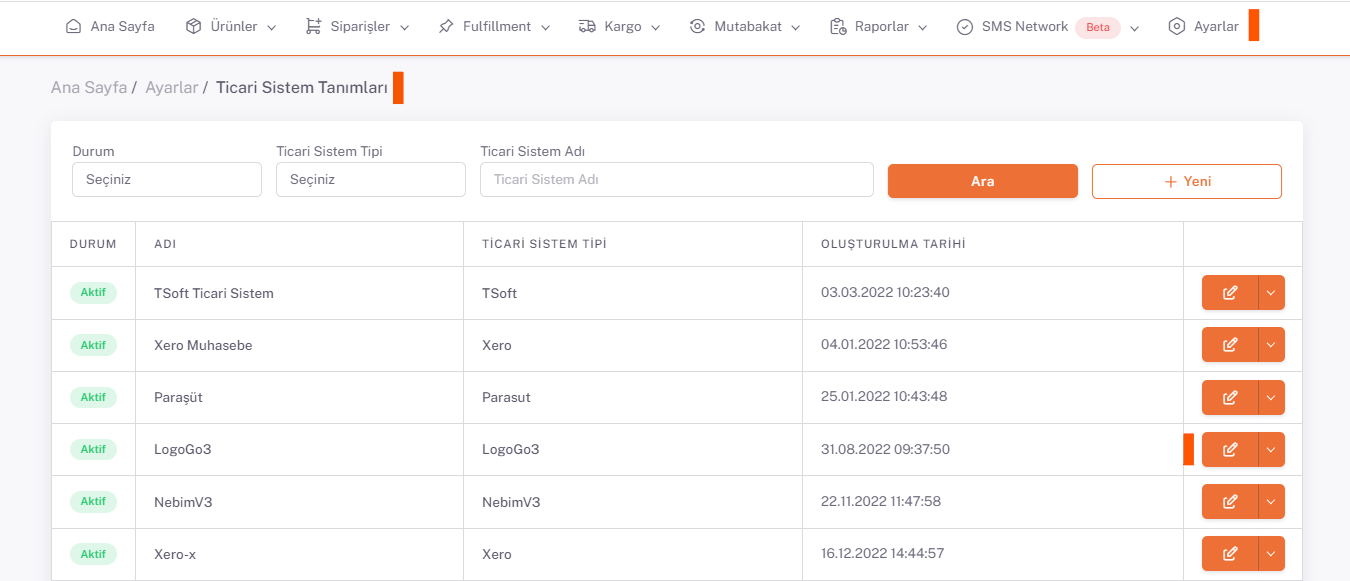 Ana Sayfa Ürünler Siparişler Fulfillment Kargo Mutabakat Raporlar SMS Network Beta Ayarlar
Ana Sayfa / Ayarlar / Ticari Sistem Tanımları
Durum Ticari Sistem Tipi Ticari Sistem Adı
Seçiniz Seçiniz Ticari Sistem Adı Ara + Yeni
DURUM ADI TİCARİ SİSTEM TİPİ OLUŞTURULMA TARİHİ
Aktif TSoft Ticari Sistem TSoft 03.03.2022 10:23:40
Aktif Xero Muhasebe Xero 04.01.2022 10:53:46
Aktif Paraşüt Parasut 25.01.2022 10:43:48
Aktif LogoGo3 LogoGo3 31.08.2022 09:37:50
Aktif NebimV3 NebimV3 22.11.2022 11:47:58
Aktif Xero-x Xero 16.12.2022 14:44:57